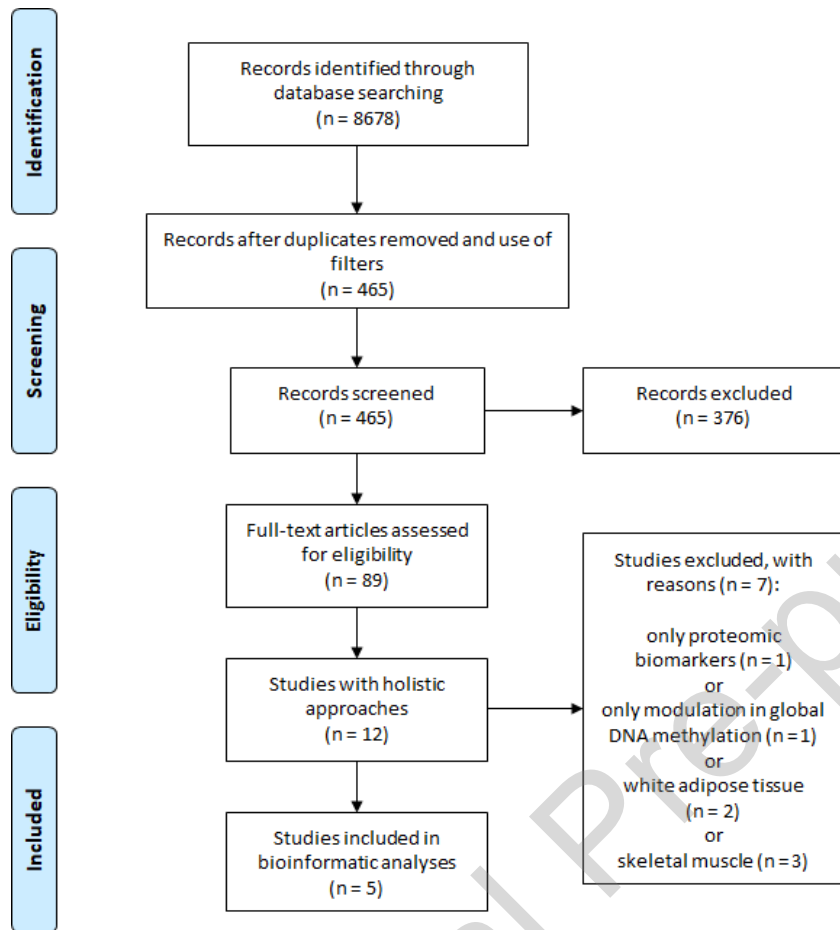 Identification
Records identified through
database searching
(n = 8678)
Records after duplicates removed and use of
filters
(n = 465)
Screening
Records screened
(n = 465)
Records excluded
(n = 376)
Eligibility
Full-text articles assessed
for eligibility
(n = 89)
Studies with holistic
approaches
(n = 12)
Studies excluded, with
reasons (n = 7):
only proteomic
biomarkers (n = 1)
or
only modulation in global
DNA methylation (n = 1)
or
white adipose tissue
(n = 2)
or
skeletal muscle (n = 3)
Included
Studies included in
bioinformatic analyses
(n = 5)